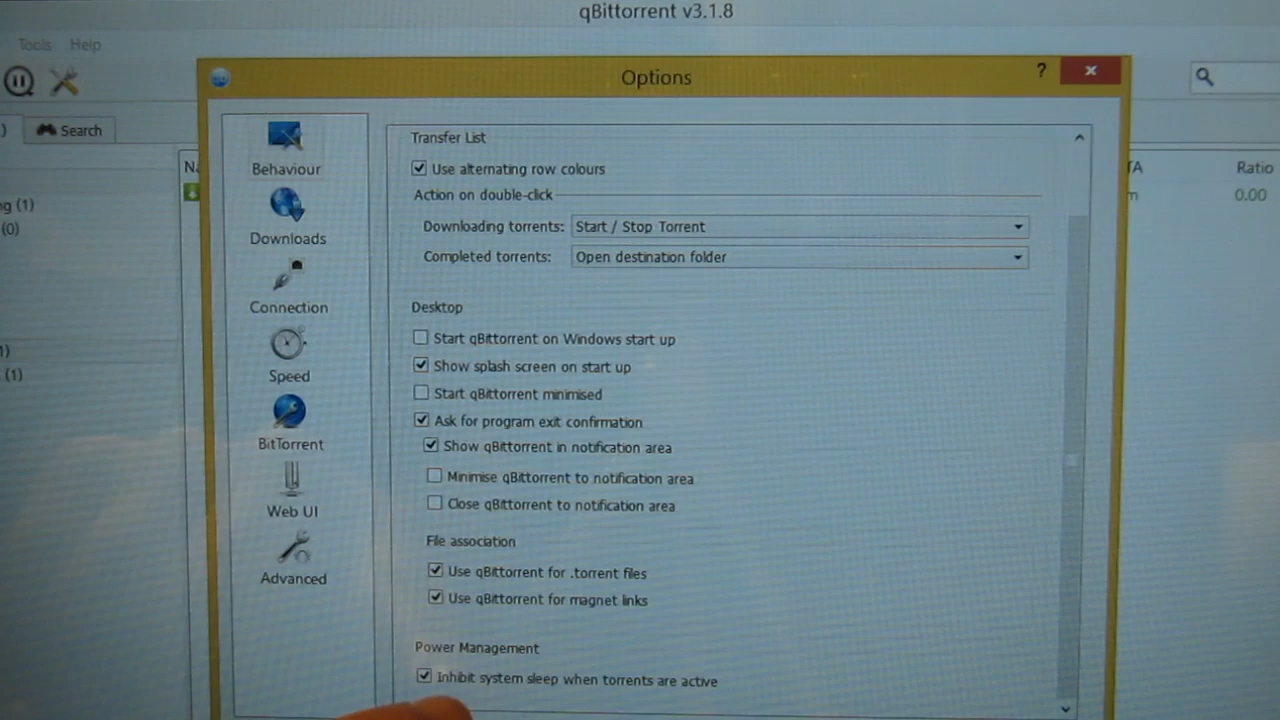 qBittorrent v3.1.8
Tools Help
Options
?
Search
Behaviour
Downloads
Connection
Speed
BitTorrent
Web UI
Advanced
Transfer List
Use alternating row colours
Action on double-click
Downloading torrents: Start / Stop Torrent
Completed torrents: Open destination folder
Desktop
Start qBittorrent on Windows start up
Show splash screen on start up
Start qBittorrent minimised
Ask for program exit confirmation
Show qBittorrent in notification area
Minimise qBittorrent to notification area
Close qBittorrent to notification area
File association
Use qBittorrent for .torrent files
Use qBittorrent for magnet links
Power Management
Inhibit system sleep when torrents are active
Ratio
0.00
(1)
(0)
(1)